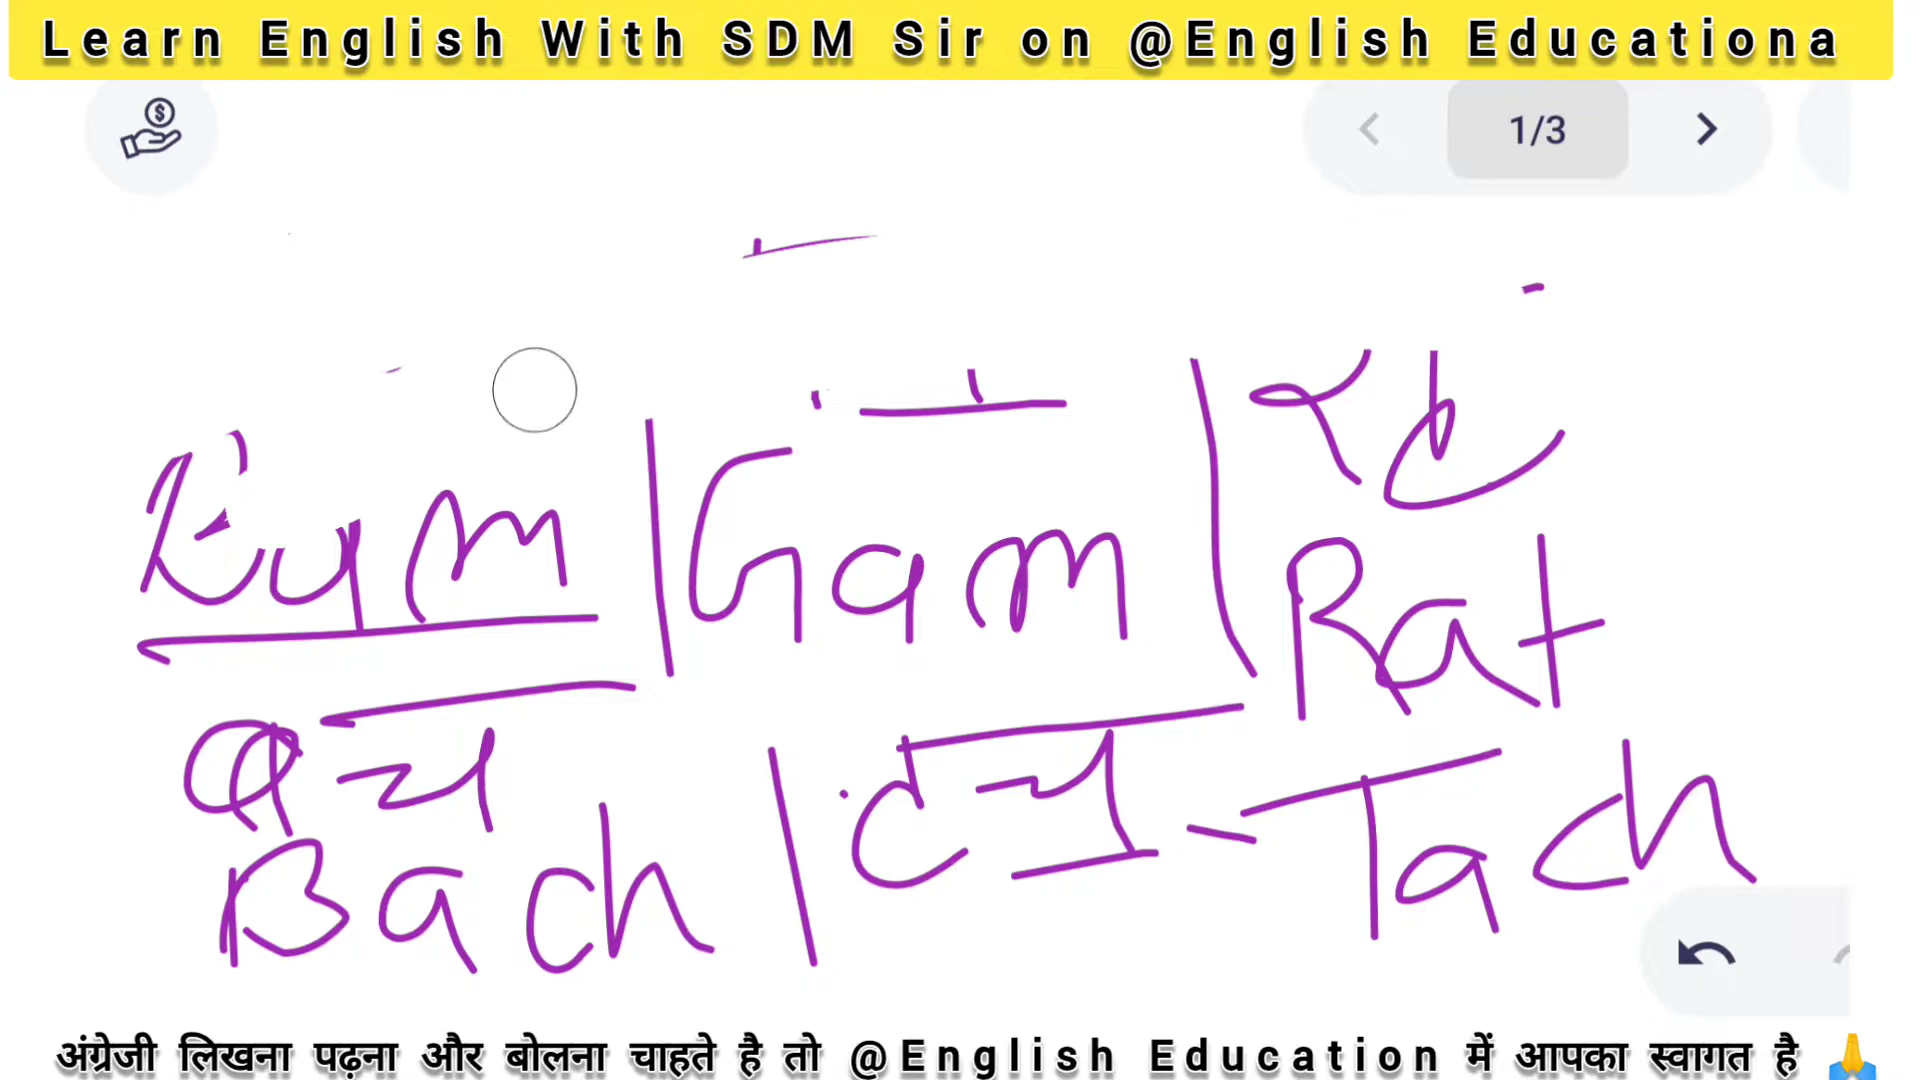 Learn English With SDM Sir on @English Educationa
1/3
Gam
Rat
Bach
टच - Tach
अंग्रेजी लिखना पढ़ना और बोलना चाहते है तो @English Education में आपका स्वागत है 🙏